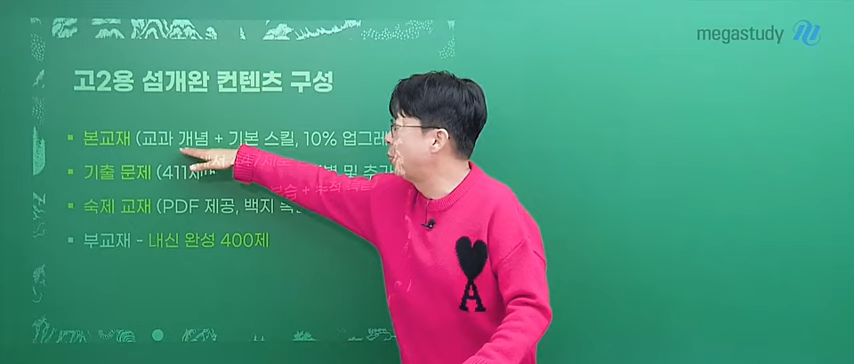 megastudy
고2용 섬개완 컨텐츠 구성
▪ 본교재 (교과 개념 + 기본 스킬, 10% 업그레
▪ 기출 문제 (411제
▪ 숙제 교재 (PDF 제공, 백지
▪ 부교재 - 내신 완성 400제
A